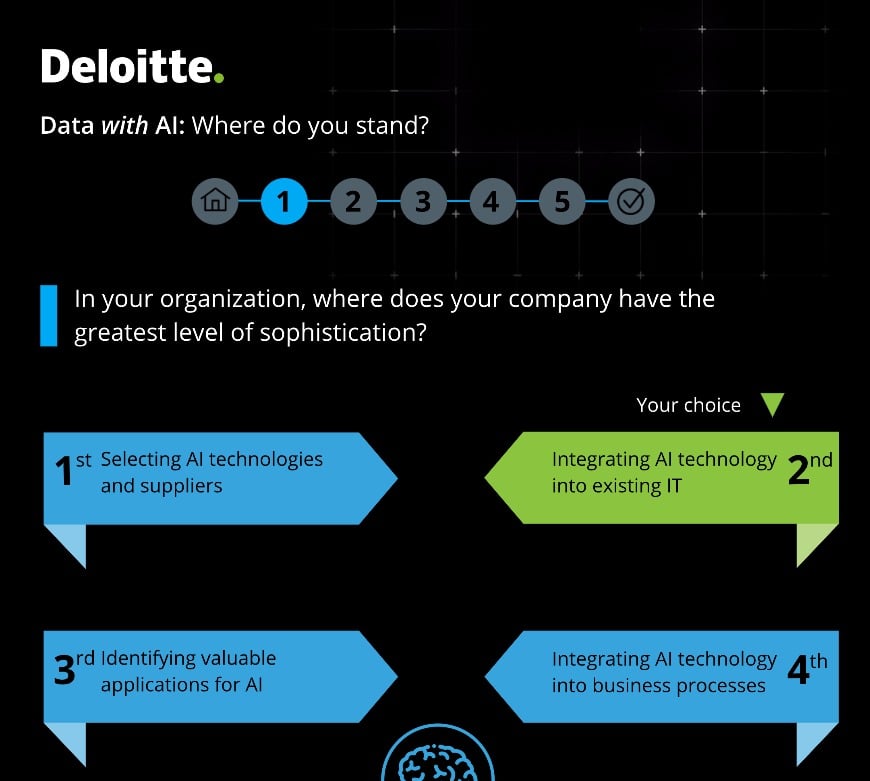 Deloitte.
Data with AI: Where do you stand?
1 2 3 4 5
In your organization, where does your company have the
greatest level of sophistication?
Your choice
1st Selecting AI technologies
and suppliers
Integrating AI technology 2nd
into existing IT
3rd Identifying valuable
applications for AI
Integrating AI technology 4th
into business processes